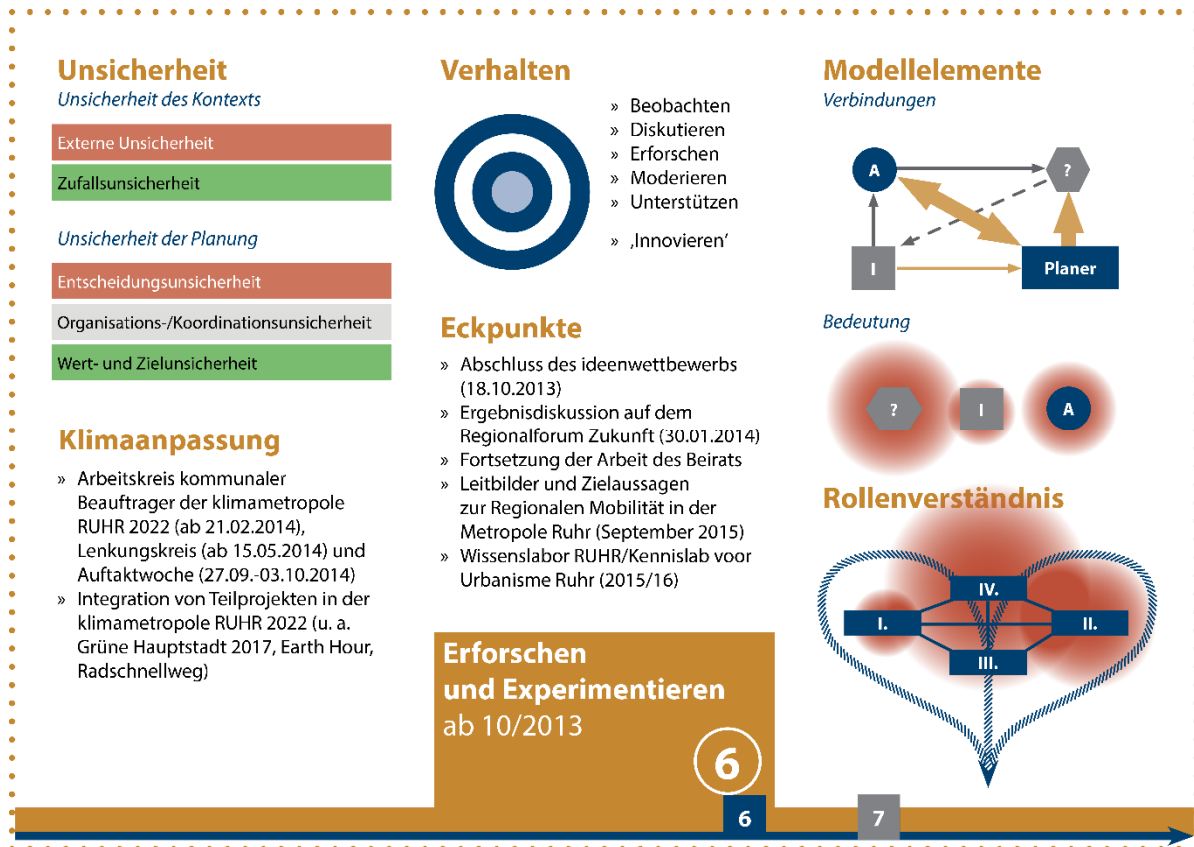 Unsicherheit
Unsicherheit des Kontexts
Externe Unsicherheit
Zufallsunsicherheit
Unsicherheit der Planung
Entscheidungsunsicherheit
Organisations-/Koordinationsunsicherheit
Wert- und Zielunsicherheit
Klimaanpassung
» Arbeitskreis kommunaler
Beauftrager der klimametropole
RUHR 2022 (ab 21.02.2014),
Lenkungskreis (ab 15.05.2014) und
Auftaktwoche (27.09.-03.10.2014)
» Integration von Teilprojekten in der
klimametropole RUHR 2022 (u. a.
Grüne Hauptstadt 2017, Earth Hour,
Radschnellweg)
Verhalten
» Beobachten
» Diskutieren
» Erforschen
» Moderieren
» Unterstützen
» ‚Innovieren‘
Eckpunkte
» Abschluss des ideenwettbewerbs
(18.10.2013)
» Ergebnisdiskussion auf dem
Regionalforum Zukunft (30.01.2014)
» Fortsetzung der Arbeit des Beirats
» Leitbilder und Zielaussagen
zur Regionalen Mobilität in der
Metropole Ruhr (September 2015)
» Wissenslabor RUHR/Kennislab voor
Urbanisme Ruhr (2015/16)
Erforschen
und Experimentieren
ab 10/2013
6
Modellelemente
Verbindungen
A
?
I
Planer
Bedeutung
?
I
A
Rollenverständnis
IV.
I.
II.
III.
6
7